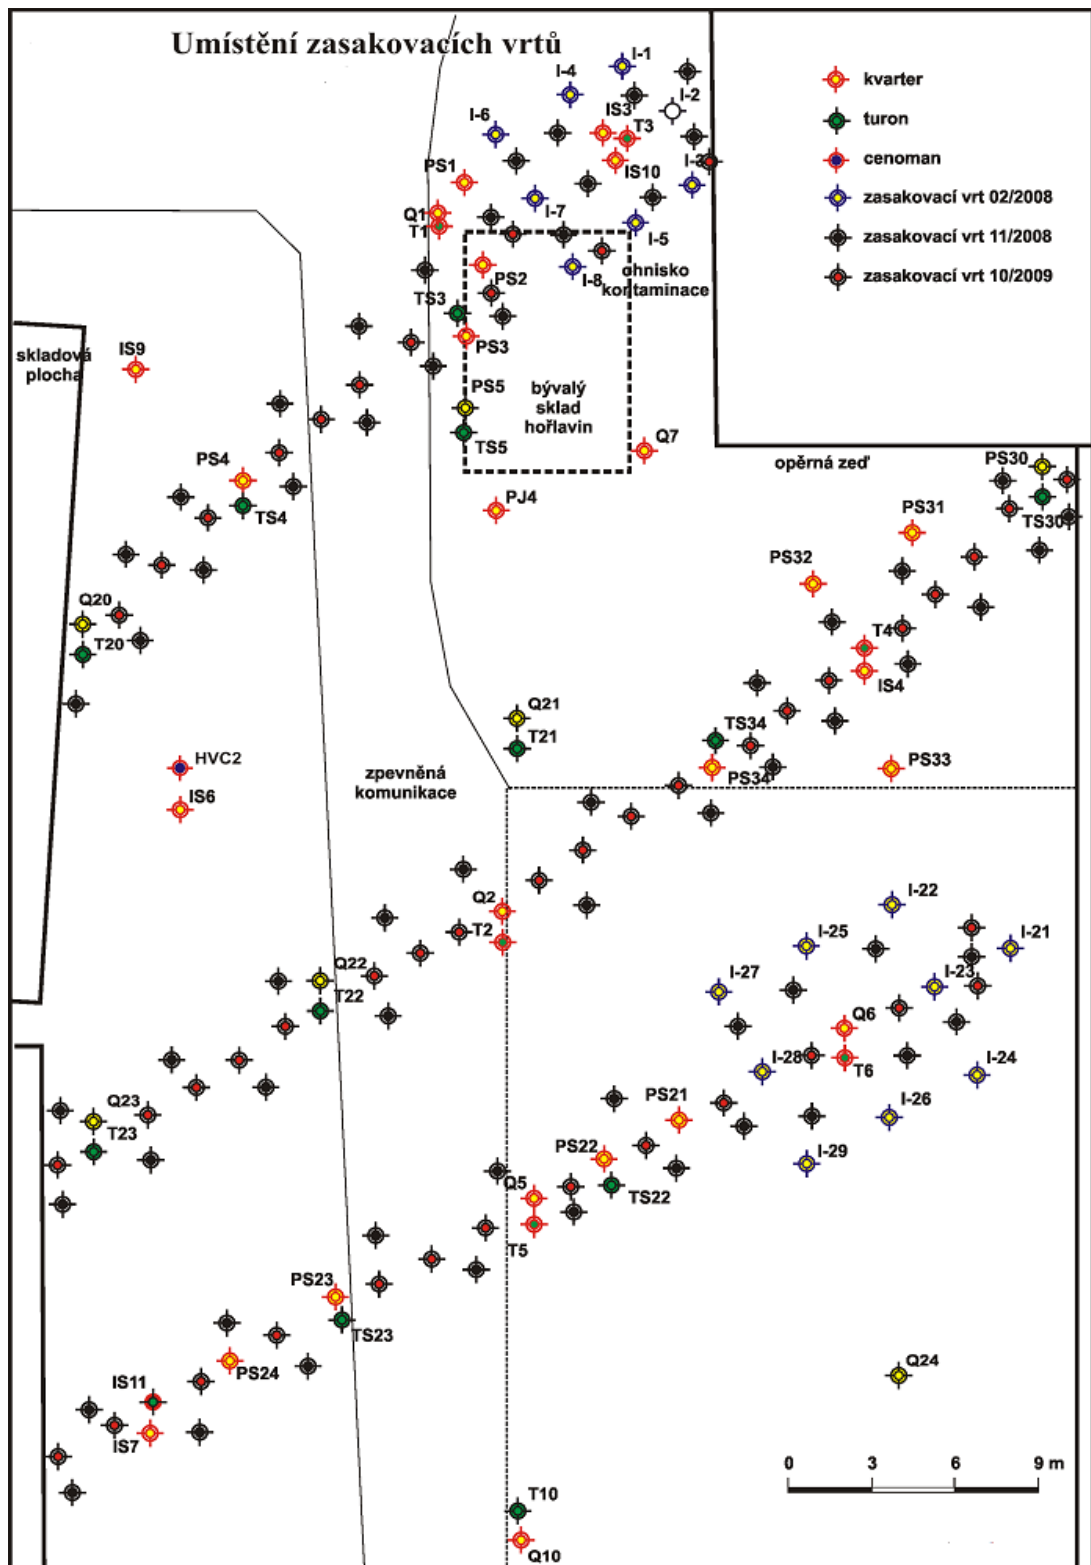 Umístění zasakovacích vrtů
I-1
I-4
I-2
IS3
T3
I-6
I-3
IS10
PS1
Q1
I-7
T1
I-5
PS2
I-8
ohnisko
kontaminace
TS3
PS3
kvarter
turon
cenoman
zasakovací vrt 02/2008
zasakovací vrt 11/2008
zasakovací vrt 10/2009
skladová
plocha
IS9
PS5
bývalý
sklad
hořlavin
TS5
Q7
opěrná zeď
PS30
PS4
TS4
PJ4
PS31
TS30
PS32
Q20
T20
T4
IS4
Q21
T21
TS34
PS34
PS33
HVC2
IS6
zpevněná
komunikace
Q2
T2
I-22
I-25
I-21
Q22
T22
I-27
I-23
Q6
T6
I-28
I-24
Q23
T23
PS21
I-26
PS22
TS22
I-29
Q5
T5
PS23
TS23
PS24
Q24
IS11
IS7
0 3 6 9 m
T10
Q10